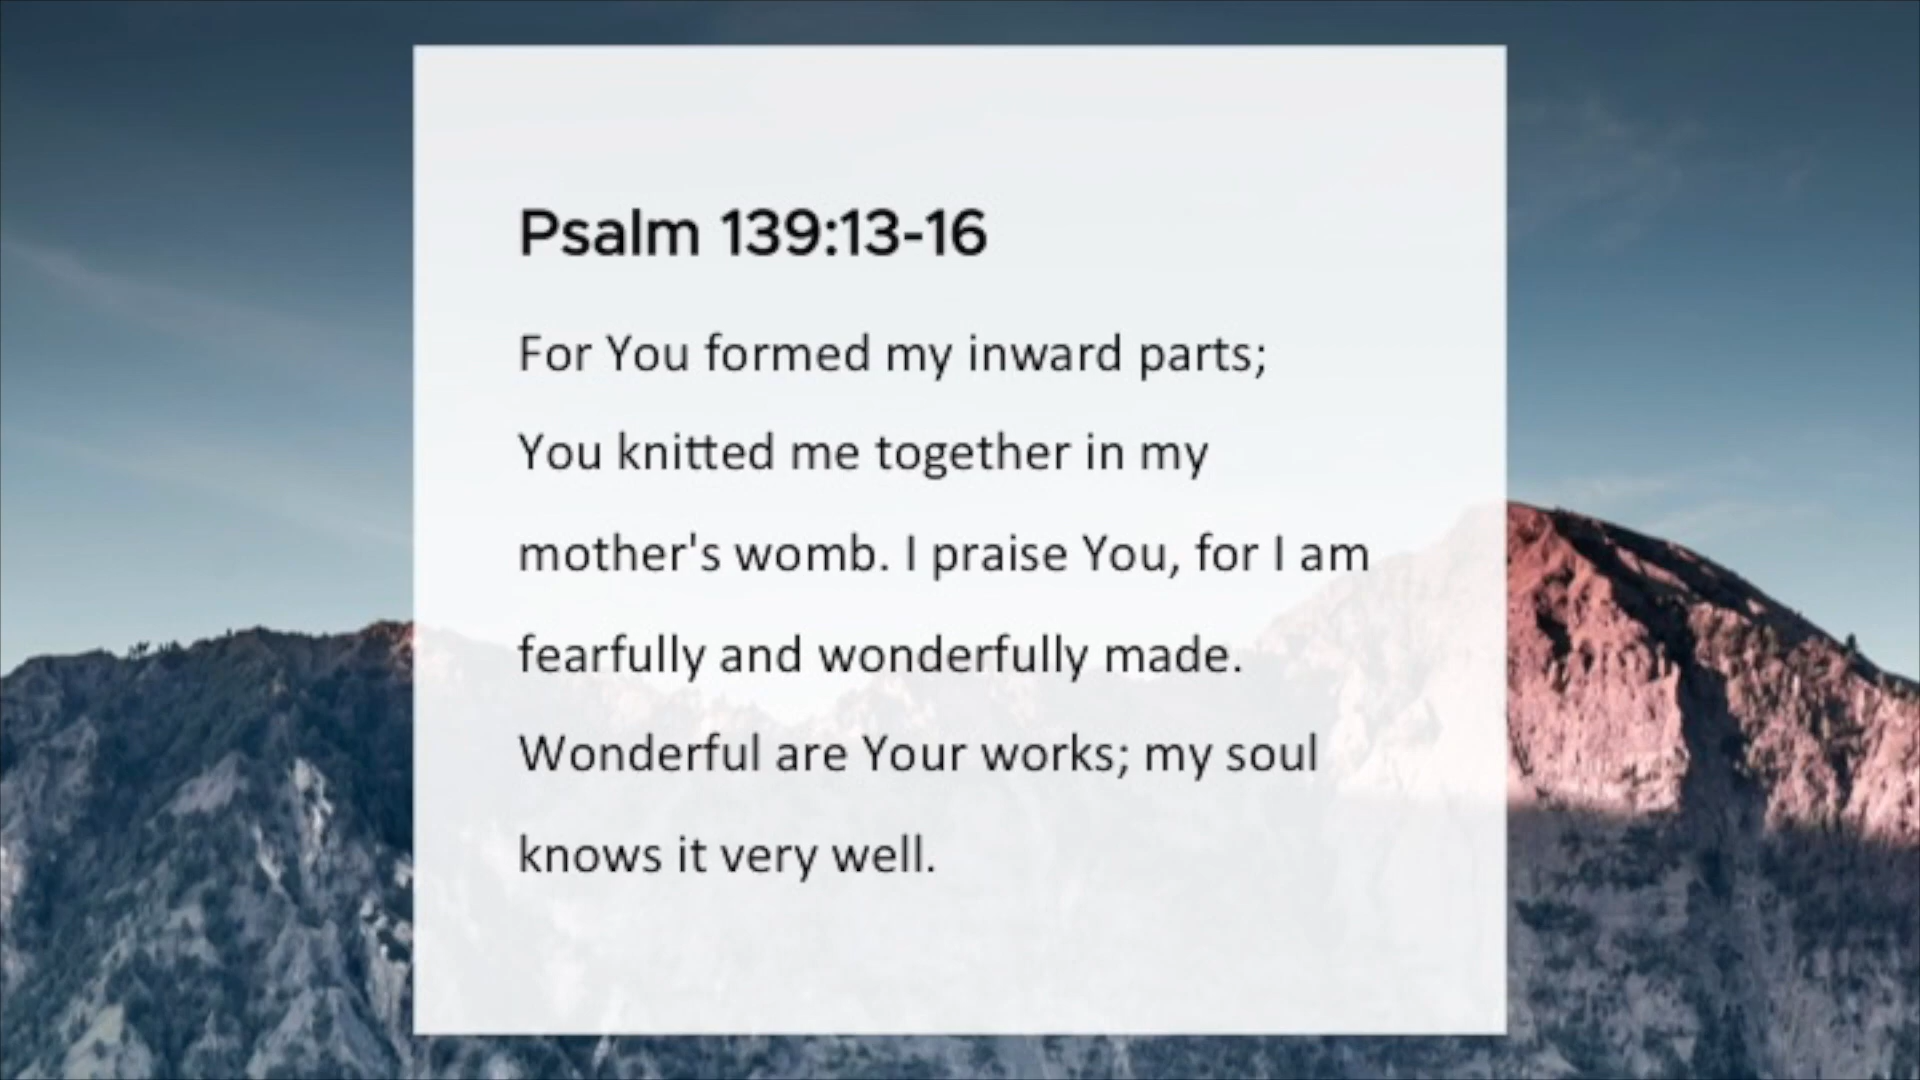 Psalm 139:13-16
For You formed my inward parts;
You knitted me together in my
mother's womb. I praise You, for I am
fearfully and wonderfully made.
Wonderful are Your works; my soul
knows it very well.